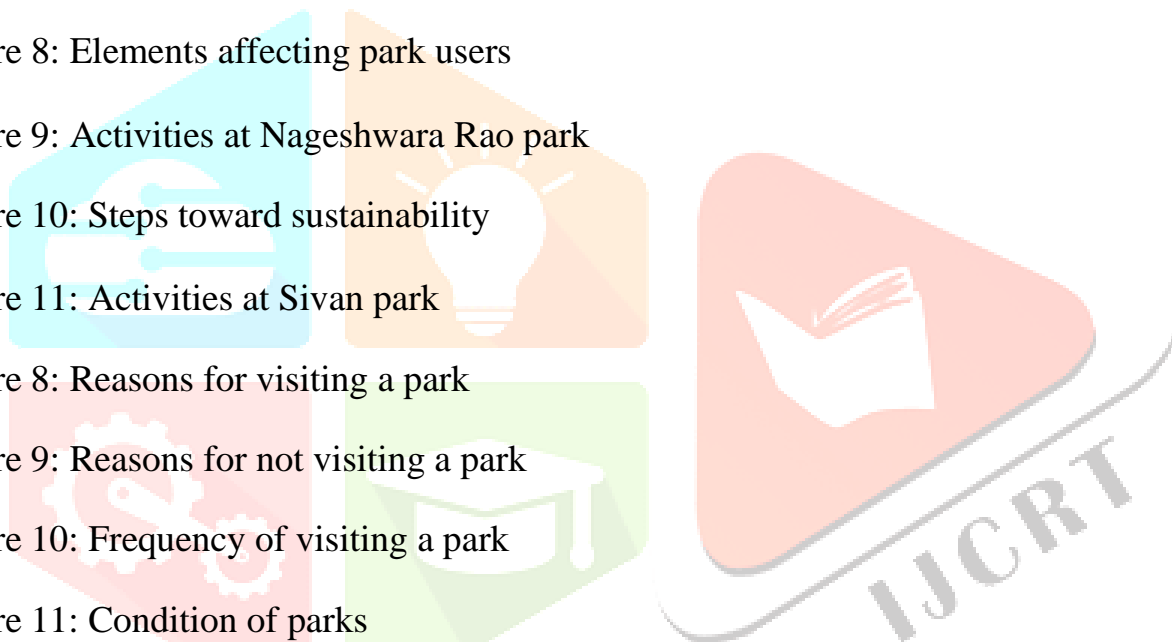 re 8: Elements affecting park users
re 9: Activities at Nageshwara Rao park
re 10: Steps toward sustainability
re 11: Activities at Sivan park
re 8: Reasons for visiting a park
re 9: Reasons for not visiting a park
re 10: Frequency of visiting a park
re 11: Condition of parks
IJCRT